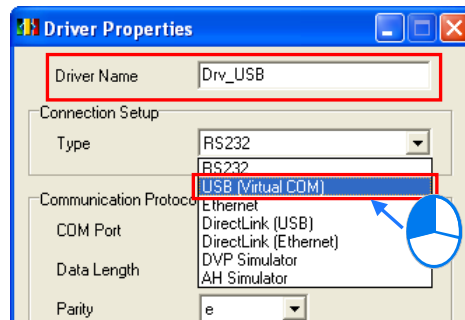 Driver Properties
Driver Name Drv_USB
Connection Setup
Type RS232
RS232
USB (Virtual COM)
Communication Protoco Ethernet
COM Port DirectLink (USB)
DirectLink (Ethernet)
Data Length DVP Simulator
AH Simulator
Parity e